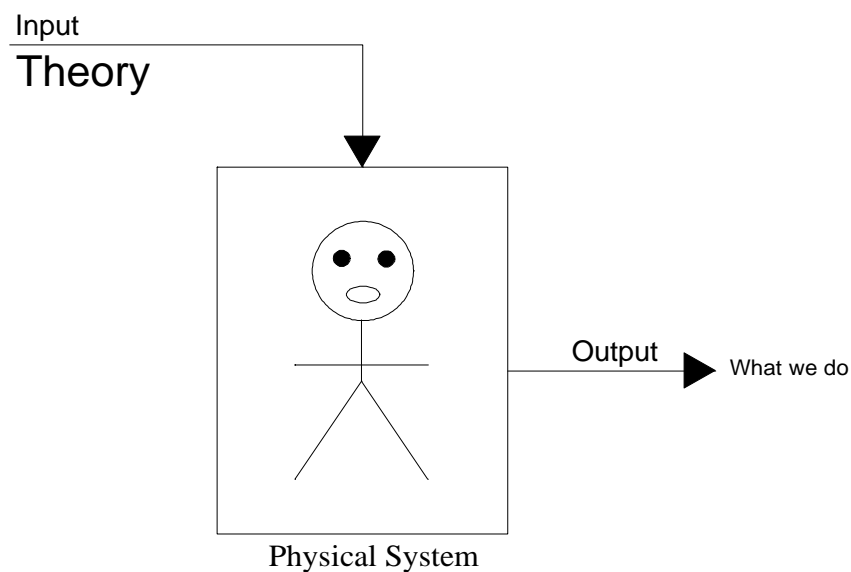 Input
Theory
Output
What we do
Physical System